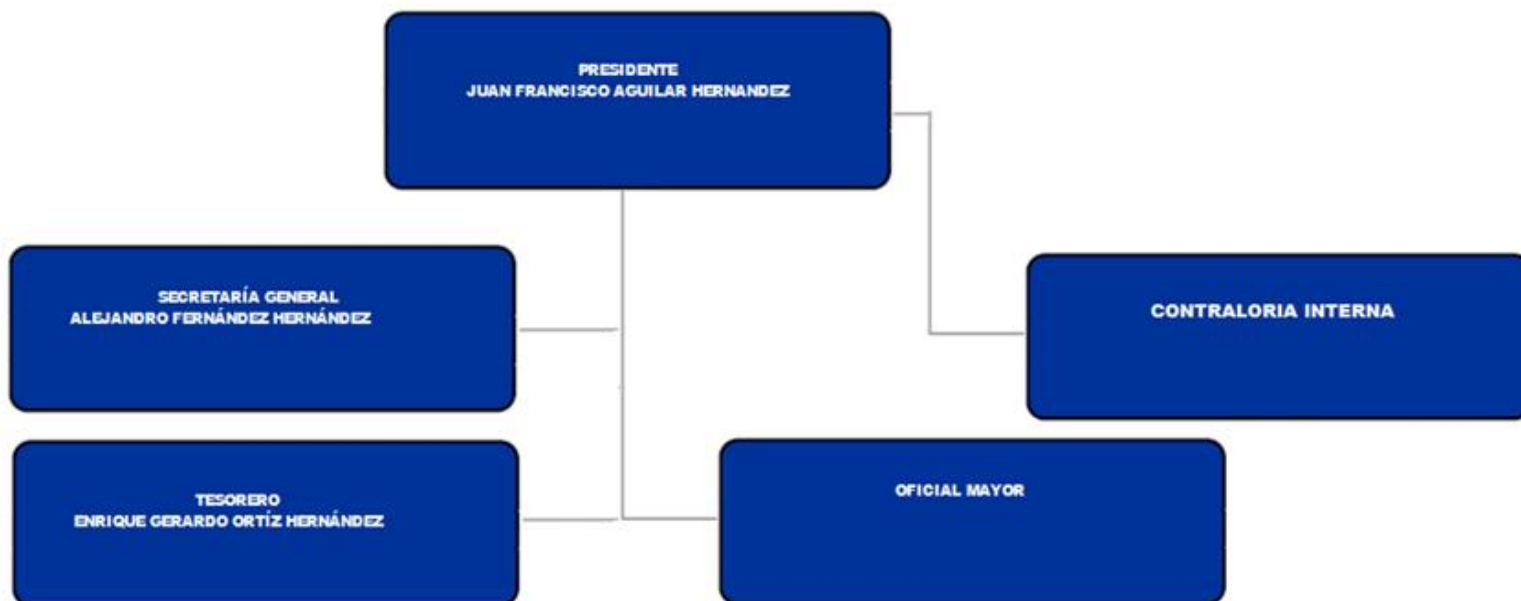 PRESIDENTE
JUAN FRANCISCO AGUILAR HERNANDEZ
SECRETARÍA GENERAL
ALEJANDRO FERNÁNDEZ HERNÁNDEZ
CONTRALORIA INTERNA
TESORERO
ENRIQUE GERARDO ORTÍZ HERNÁNDEZ
OFICIAL MAYOR